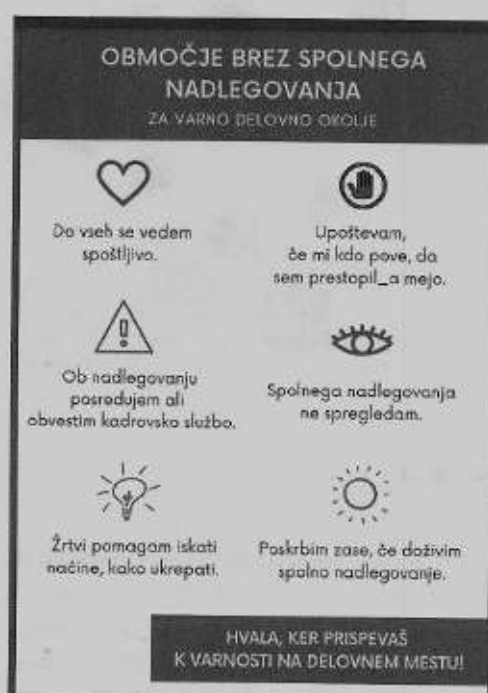 OBMOČJE BREZ SPOLNEGA
NADLEGOVANJA
ZA VARNO DELOVNO OKOLJE
Do vseh se vedem
spoštljivo.
Upoštevam,
če mi kdo pove, da
sem prestopil_a mejo.
Ob nadlegovanju
posredujem ali
obvestim kadrovsko službo.
Spolnega nadlegovanja
ne spregledam.
Žrtvi pomagam iskati
načine, kako ukrepati.
Poskrbim zase, če doživim
spolno nadlegovanje.
HVALA, KER PRISPEVAŠ
K VARNOSTI NA DELOVNEM MESTU!